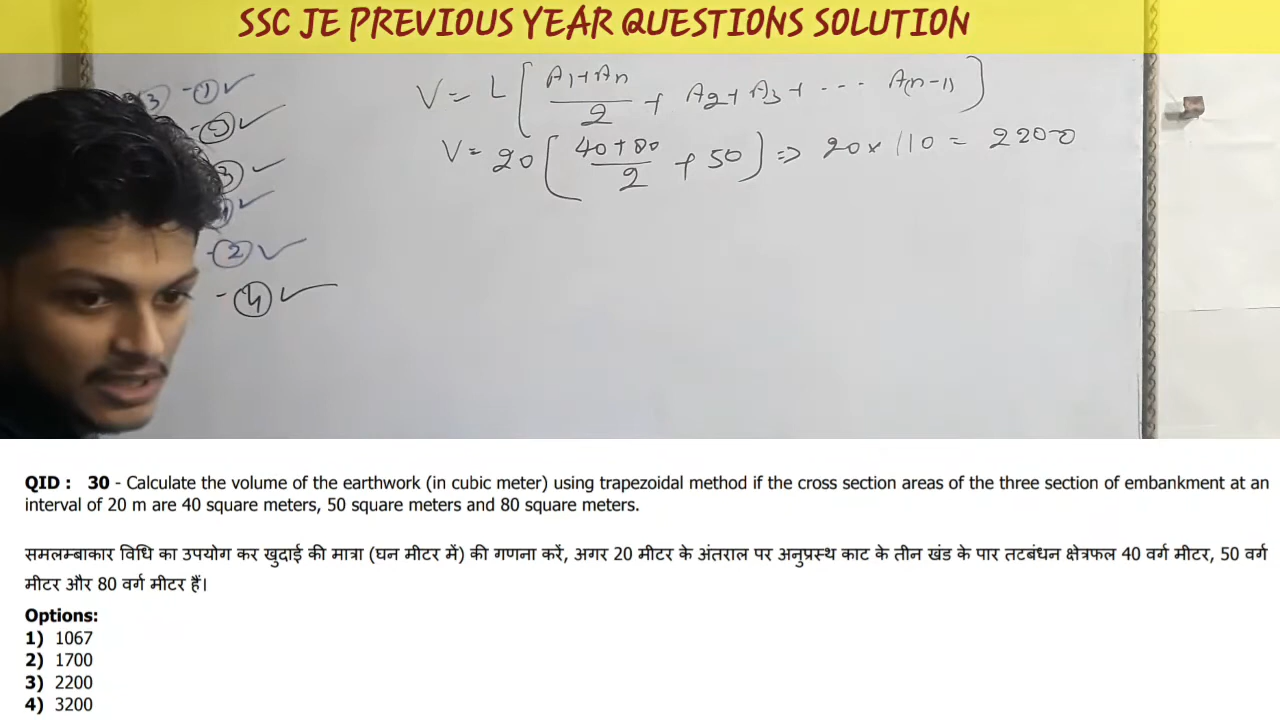 SSC JE PREVIOUS YEAR QUESTIONS SOLUTION
3 - ① ✓
✓
③ ✓
✓
- ② ✓
- ④ ✓
V = L [ A1+An / 2 + A2+ A3 + ... A(n-1) ]
V = 20 [ 40+80 / 2 + 50 ] => 20 × 110 = 2200
QID : 30 - Calculate the volume of the earthwork (in cubic meter) using trapezoidal method if the cross section areas of the three section of embankment at an
interval of 20 m are 40 square meters, 50 square meters and 80 square meters.
समलम्बाकार विधि का उपयोग कर खुदाई की मात्रा (घन मीटर में) की गणना करें, अगर 20 मीटर के अंतराल पर अनुप्रस्थ काट के तीन खंड के पार तटबंधन क्षेत्रफल 40 वर्ग मीटर, 50 वर्ग
मीटर और 80 वर्ग मीटर हैं।
Options:
1) 1067
2) 1700
3) 2200
4) 3200